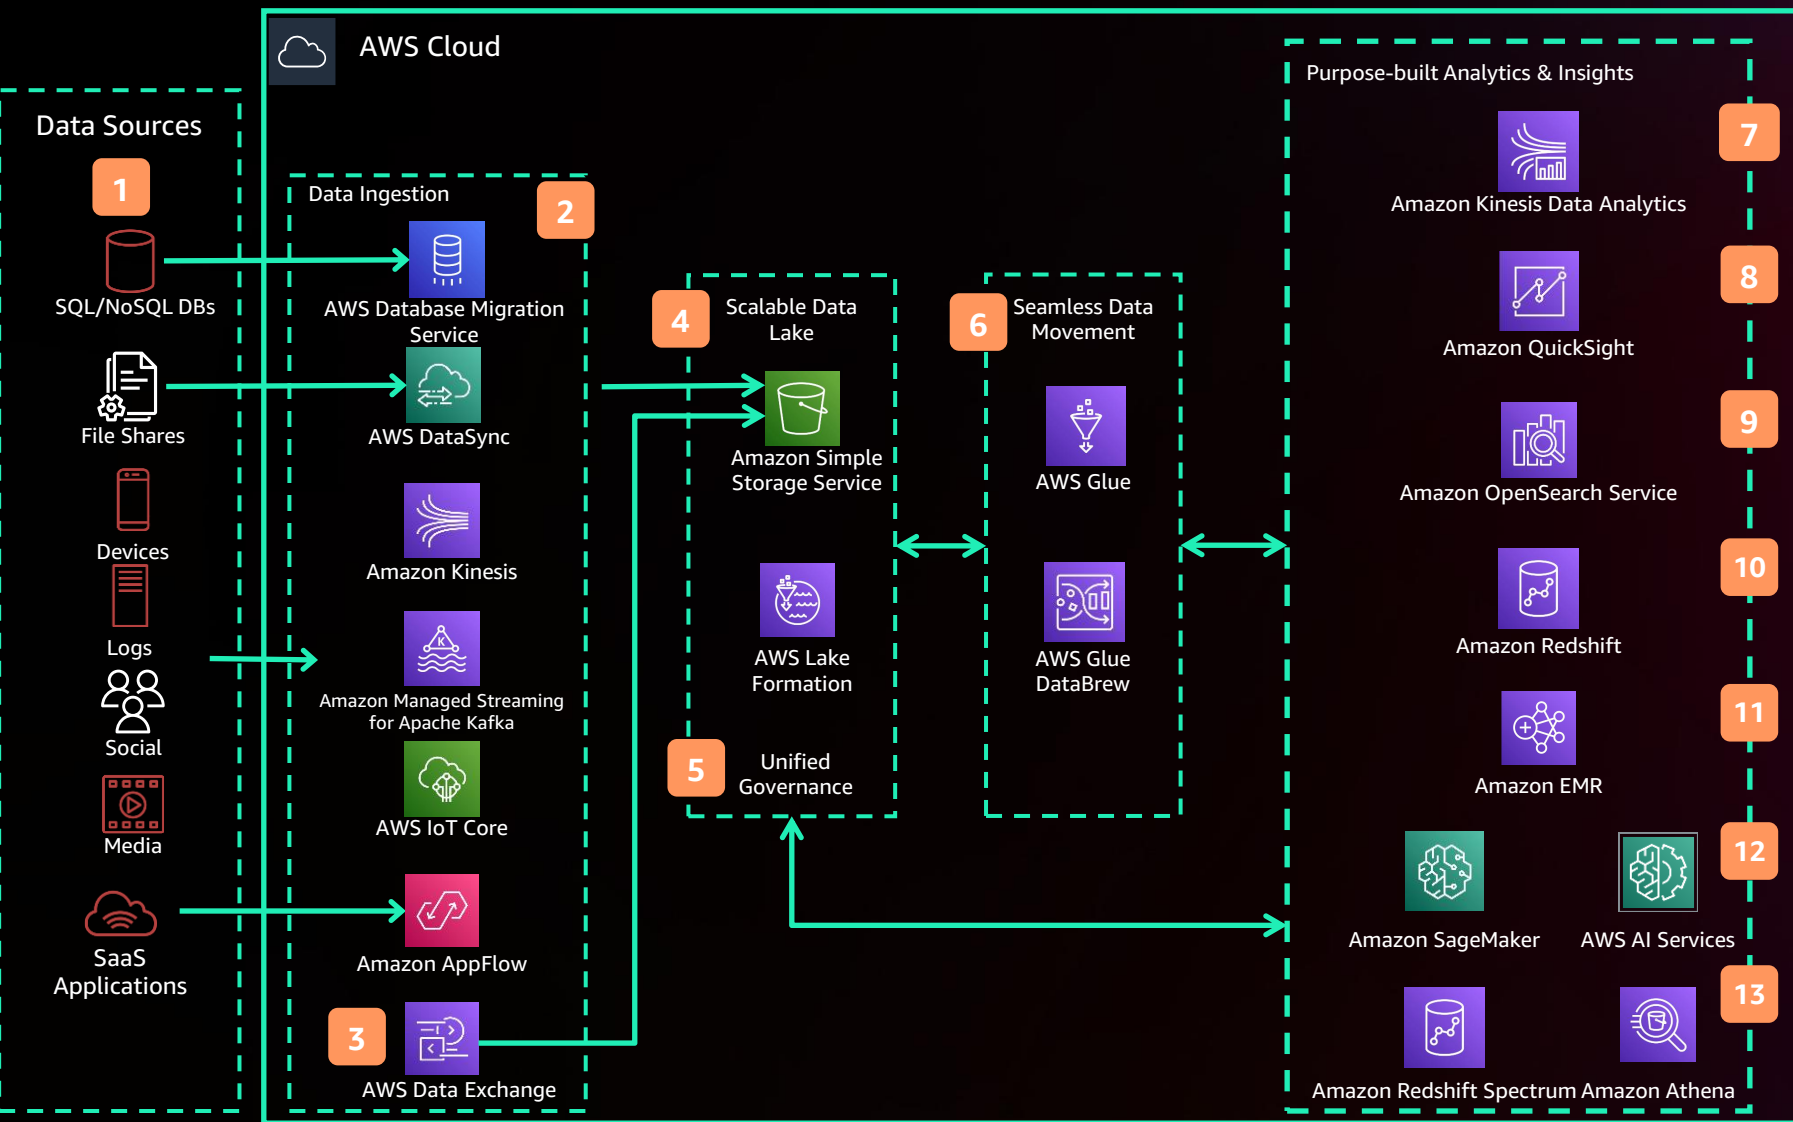 AWS Cloud
Data Sources
1
SQL/NoSQL DBs
File Shares
Devices
Logs
Social
Media
SaaS
Applications
Data Ingestion
2
AWS Database Migration
Service
AWS DataSync
Amazon Kinesis
K
Amazon Managed Streaming
for Apache Kafka
AWS IoT Core
Amazon AppFlow
3
AWS Data Exchange
4
Scalable Data
Lake
Amazon Simple
Storage Service
AWS Lake
Formation
5
Unified
Governance
6
Seamless Data
Movement
AWS Glue
AWS Glue
DataBrew
Purpose-built Analytics & Insights
7
Amazon Kinesis Data Analytics
8
Amazon QuickSight
9
Amazon OpenSearch Service
10
Amazon Redshift
11
Amazon EMR
12
Amazon SageMaker
AWS AI Services
13
Amazon Redshift Spectrum
Amazon Athena